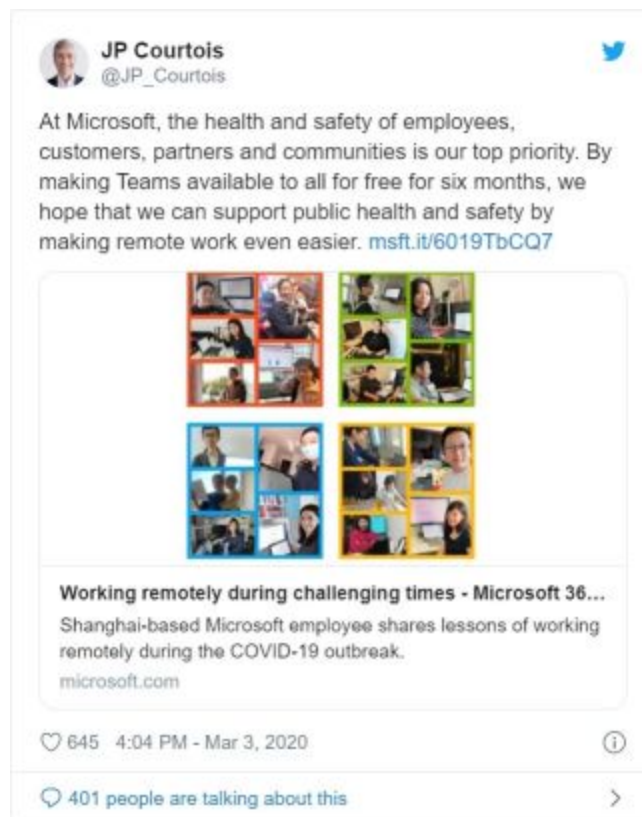 JP Courtois
@JP_Courtois
At Microsoft, the health and safety of employees,
customers, partners and communities is our top priority. By
making Teams available to all for free for six months, we
hope that we can support public health and safety by
making remote work even easier. msft.it/6019TbCQ7
Working remotely during challenging times - Microsoft 36...
Shanghai-based Microsoft employee shares lessons of working
remotely during the COVID-19 outbreak.
microsoft.com
645 4:04 PM - Mar 3, 2020
401 people are talking about this